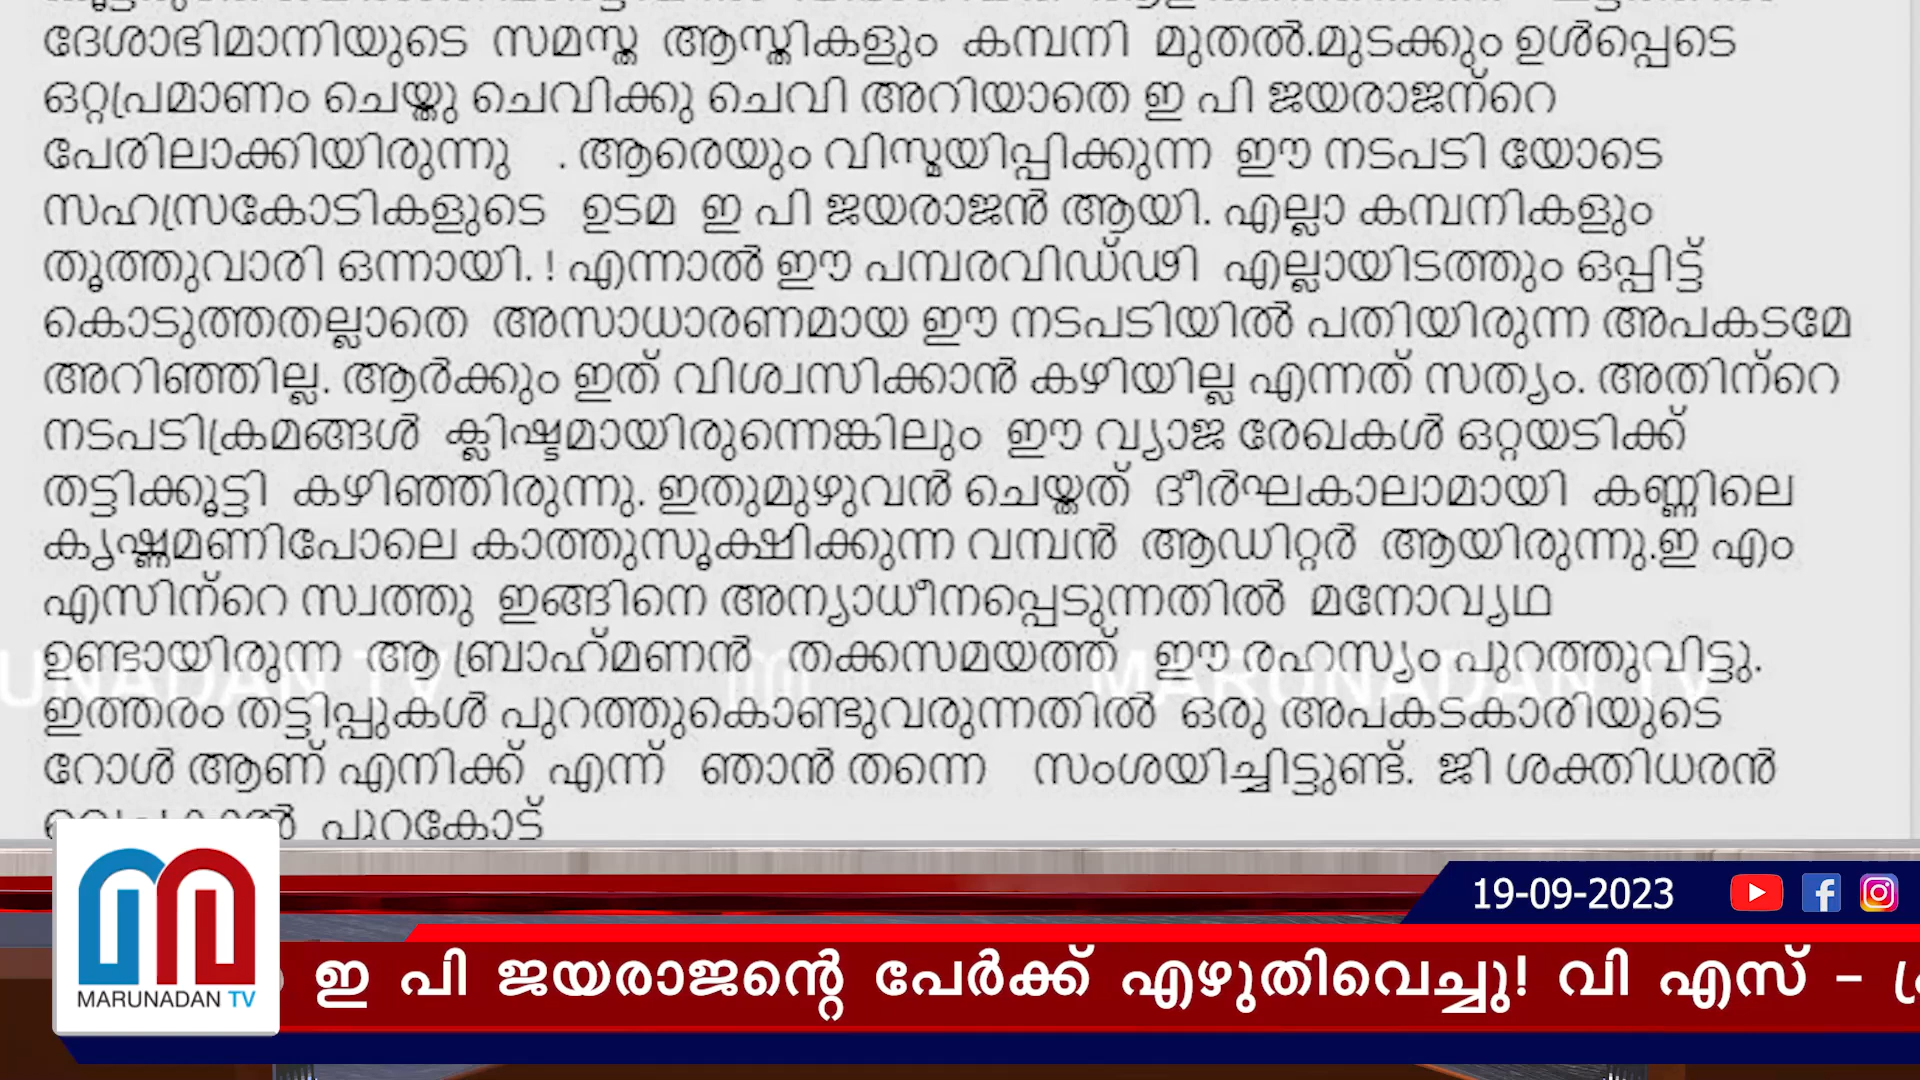 ദേശാഭിമാനിയുടെ സമസ്ത ആസ്തികളും കമ്പനി മുതൽ.മുടക്കും ഉൾപ്പെടെ
ഒറ്റപ്രമാണം ചെയ്തു ചെവിക്കു ചെവി അറിയാതെ ഇ പി ജയരാജന്റെ
പേരിലാക്കിയിരുന്നു . ആരെയും വിസ്മയിപ്പിക്കുന്ന ഈ നടപടി യോടെ
സഹസ്രകോടികളുടെ ഉടമ ഇ പി ജയരാജൻ ആയി. എല്ലാ കമ്പനികളും
തൂത്തുവാരി ഒന്നായി. ! എന്നാൽ ഈ പമ്പരവിഡ്ഢി എല്ലായിടത്തും ഒപ്പിട്ട്
കൊടുത്തതല്ലാതെ അസാധാരണമായ ഈ നടപടിയിൽ പതിയിരുന്ന അപകടമേ
അറിഞ്ഞില്ല. ആർക്കും ഇത് വിശ്വസിക്കാൻ കഴിയില്ല എന്നത് സത്യം. അതിന്റെ
നടപടിക്രമങ്ങൾ ക്ലിഷ്ടമായിരുന്നെങ്കിലും ഈ വ്യാജ രേഖകൾ ഒറ്റയടിക്ക്
തട്ടിക്കൂട്ടി കഴിഞ്ഞിരുന്നു. ഇതുമുഴുവൻ ചെയ്തത് ദീർഘകാലാമായി കണ്ണിലെ
കൃഷ്ണമണിപോലെ കാത്തുസൂക്ഷിക്കുന്ന വമ്പൻ ആഡിറ്റർ ആയിരുന്നു.ഇ എം
എസിന്റെ സ്വത്തു ഇങ്ങിനെ അന്യാധീനപ്പെടുന്നതിൽ മനോവ്യഥ
ഉണ്ടായിരുന്ന ആ ബ്രാഹ്മണൻ തക്കസമയത്ത് ഈ രഹസ്യം പുറത്തുവിട്ടു.
ഇത്തരം തട്ടിപ്പുകൾ പുറത്തുകൊണ്ടുവരുന്നതിൽ ഒരു അപകടകാരിയുടെ
റോൾ ആണ് എനിക്ക് എന്ന് ഞാൻ തന്നെ സംശയിച്ചിട്ടുണ്ട്. ജി ശക്തിധരൻ
പുറകോട്ട്
19-09-2023
ഇ പി ജയരാജന്റെ പേർക്ക് എഴുതിവെച്ചു! വി എസ് –
MARUNADAN TV